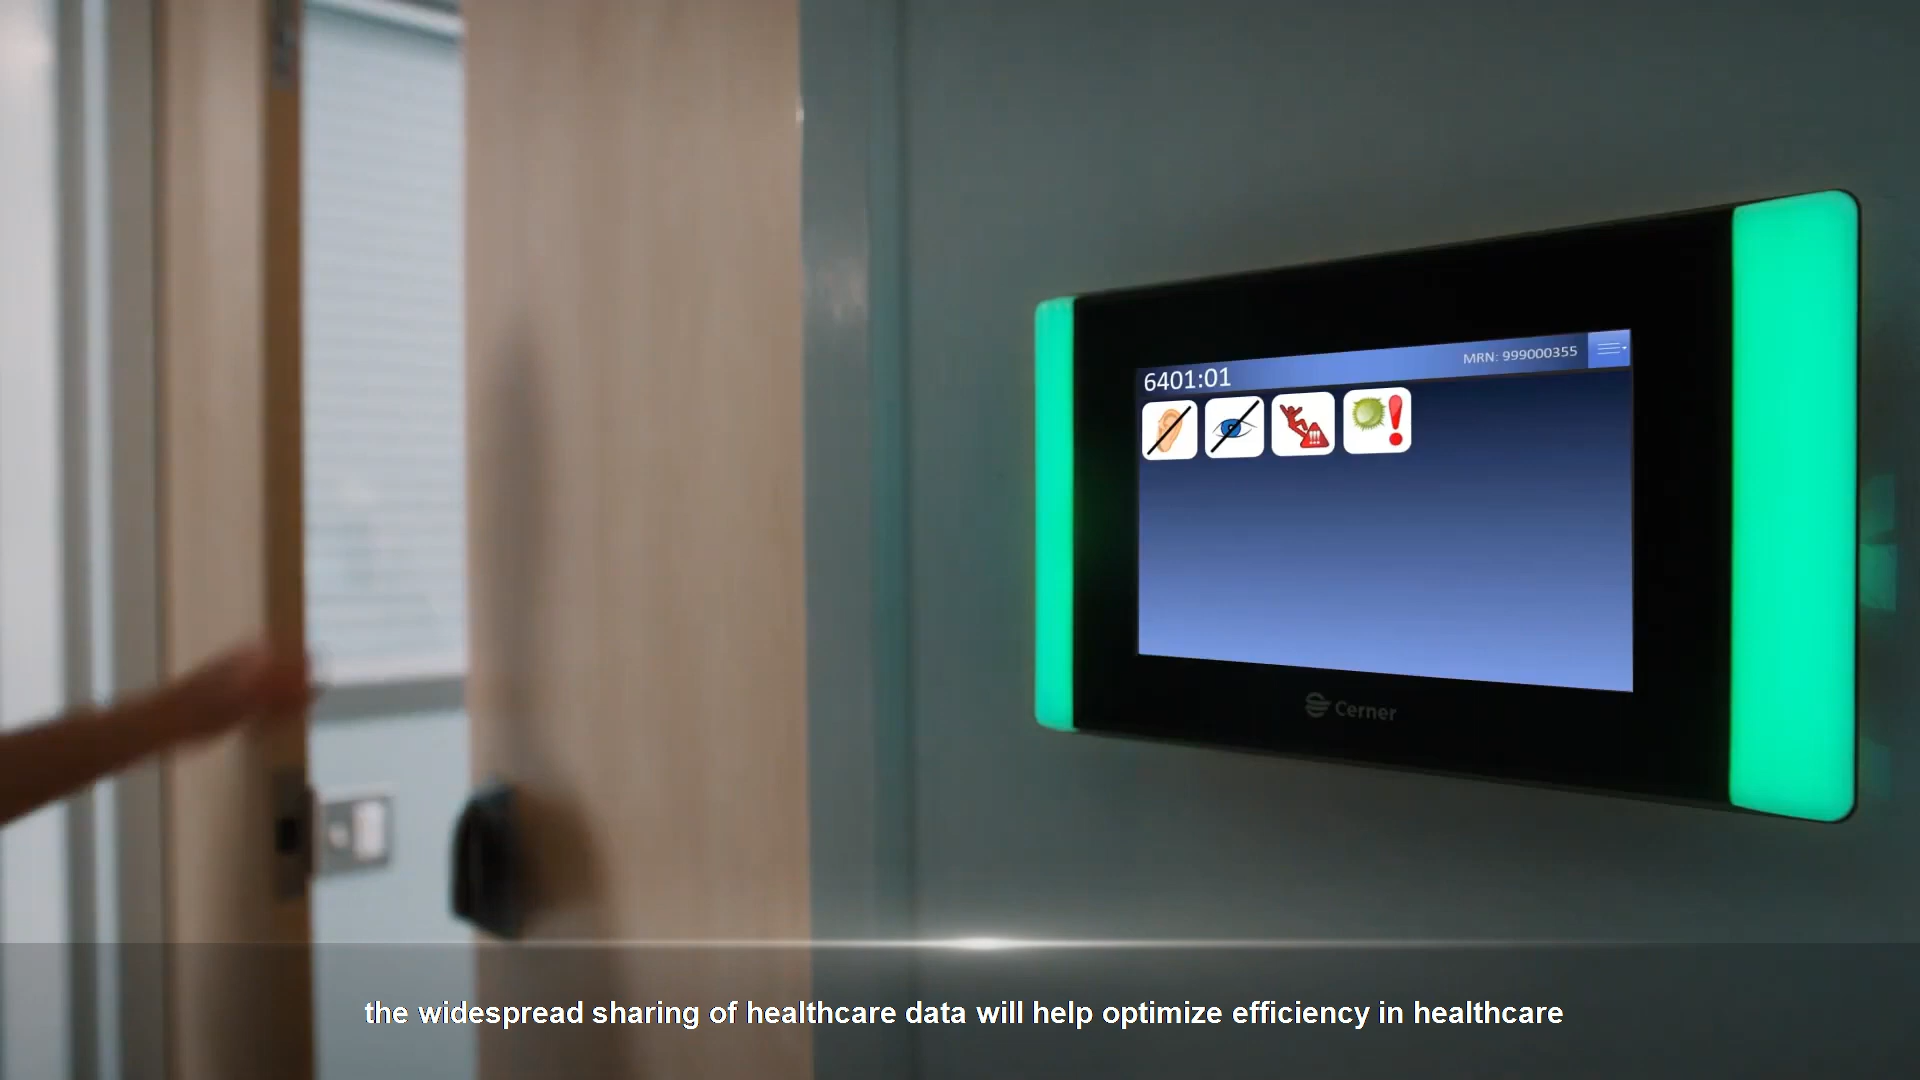 MRN: 999000355
6401:01
Cerner
the widespread sharing of healthcare data will help optimize efficiency in healthcare